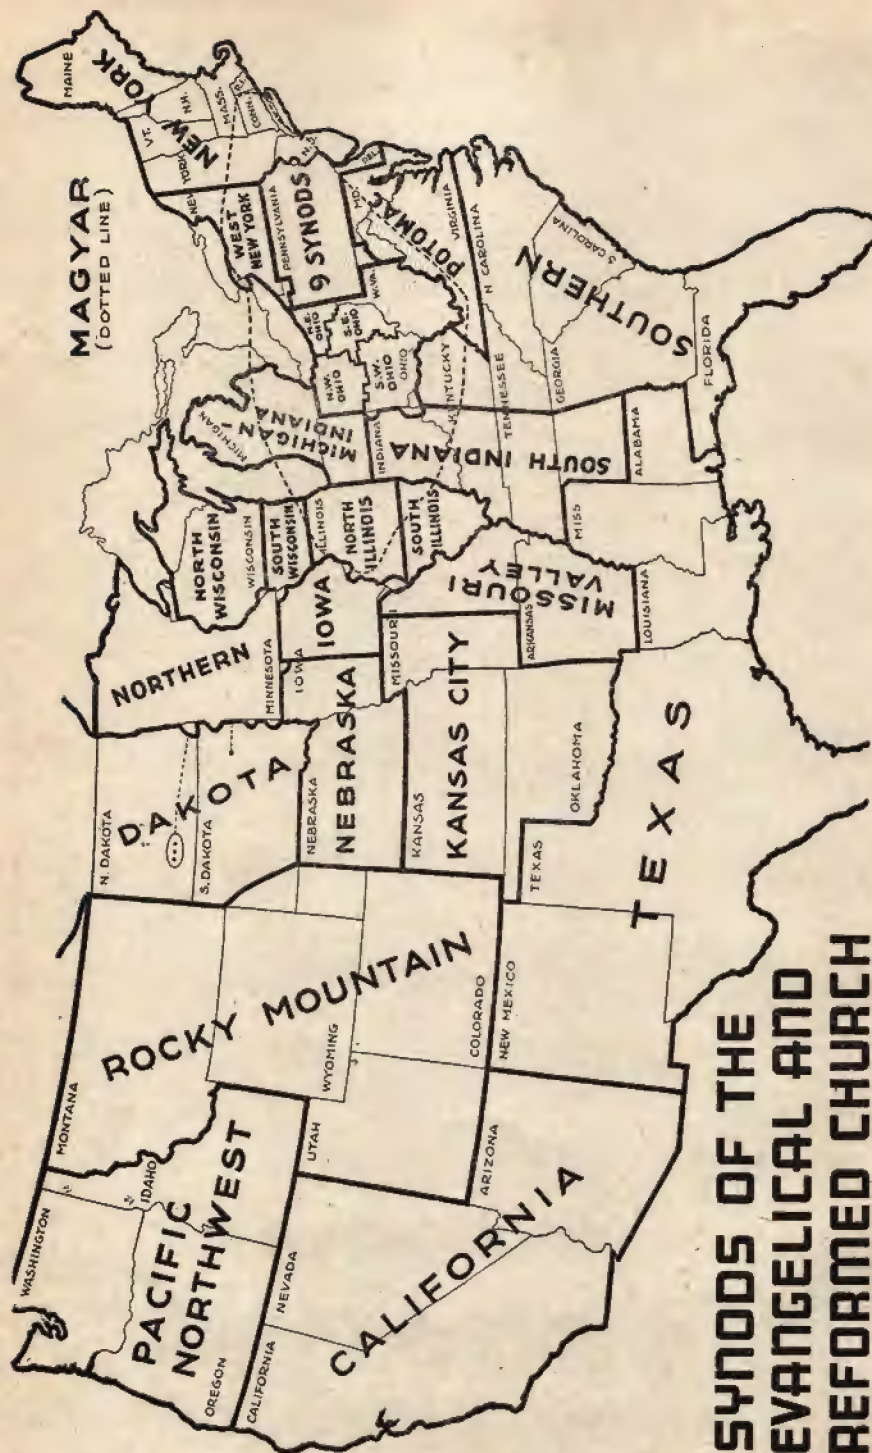 MAGYAR
(DOTTED LINE)
MAINE
NEW YORK
VT.
N.H.
MASS.
R.I.
CONN.
NEW YORK
N.J.
WEST
NEW YORK
PENNSYLVANIA
9 SYNODS
DEL.
MD.
W.VA.
POTOMAC
VIRGINIA
N CAROLINA
S CAROLINA
SOUTHERN
GEORGIA
FLORIDA
N.E.
OHIO
S.E.
OHIO
N.W.
OHIO
S.W.
OHIO
OHIO
KENTUCKY
TENNESSEE
MICHIGAN-
INDIANA
MICHIGAN
INDIANA
SOUTH INDIANA
ALABAMA
MISS
NORTH
WISCONSIN
WISCONSIN
SOUTH
WISCONSIN
ILLINOIS
NORTH
ILLINOIS
SOUTH
ILLINOIS
NORTHERN
MINNESOTA
IOWA
IOWA
MISSOURI
MISSOURI
VALLEY
ARKANSAS
LOUISIANA
N. DAKOTA
DAKOTA
S. DAKOTA
NEBRASKA
NEBRASKA
KANSAS
KANSAS CITY
OKLAHOMA
TEXAS
TEXAS
MONTANA
ROCKY MOUNTAIN
WYOMING
COLORADO
NEW MEXICO
WASHINGTON
IDAHO
PACIFIC
NORTHWEST
OREGON
UTAH
NEVADA
CALIFORNIA
ARIZONA
CALIFORNIA
SYNODS OF THE
EVANGELICAL AND
REFORMED CHURCH